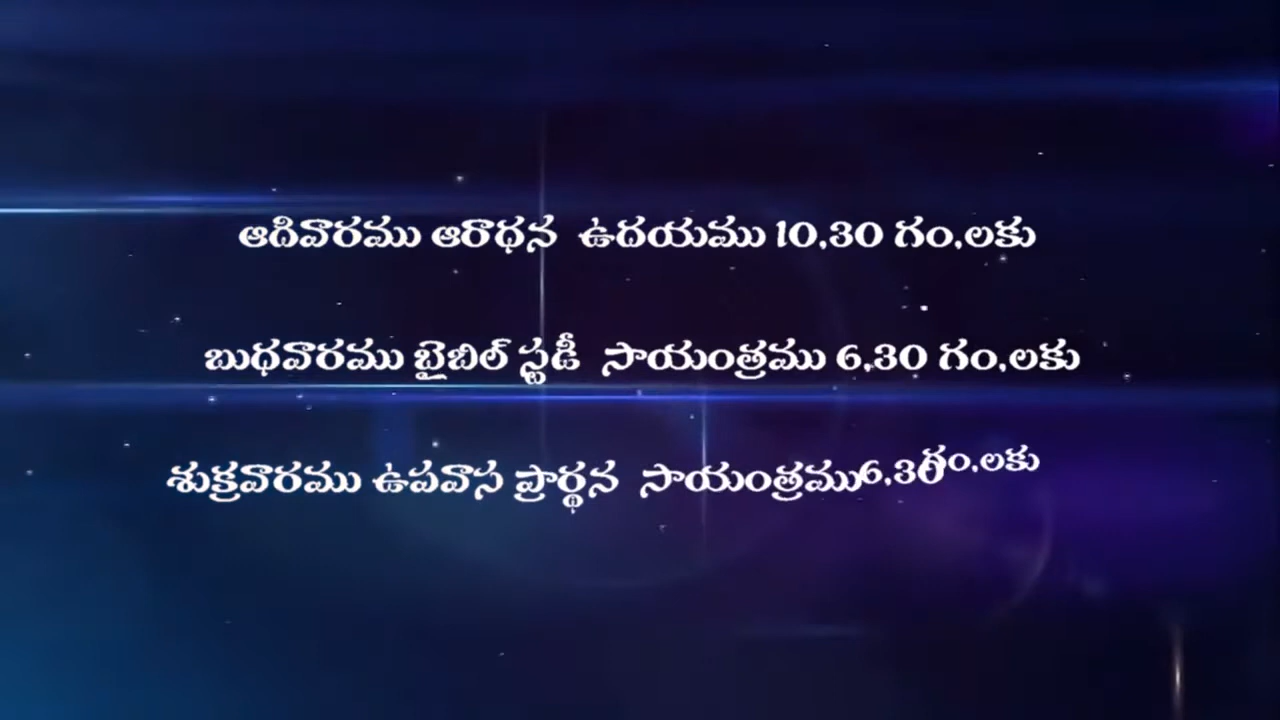 ఆదివారము ఆరాధన ఉదయము 10.30 గం.లకు
బుధవారము బైబిల్ స్టడీ సాయంత్రము 6.30 గం.లకు
శుక్రవారము ఉపవాస ప్రార్థన సాయంత్రము6.30గం.లకు